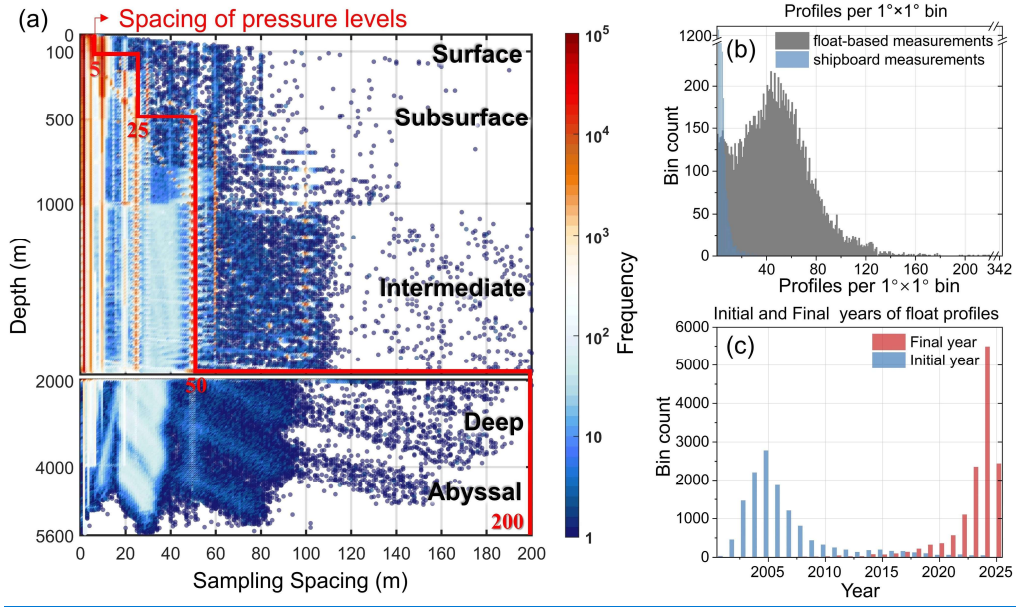 (a)
Spacing of pressure levels
0
100
500
1000
2000
4000
5600
Depth (m)
5
25
50
200
Surface
Subsurface
Intermediate
Deep
Abyssal
0 20 40 60 80 100 120 140 160 180 200
Sampling Spacing (m)
10^5
10^4
10^3
10^2
10
1
Frequency
Profiles per 1°×1° bin
(b)
float-based measurements
shipboard measurements
1200
200
150
100
50
0
Bin count
40 80 120 160 200 342
Profiles per 1°×1° bin
Initial and Final years of float profiles
(c)
Final year
Initial year
6000
5000
4000
3000
2000
1000
0
Bin count
2005 2010 2015 2020 2025
Year